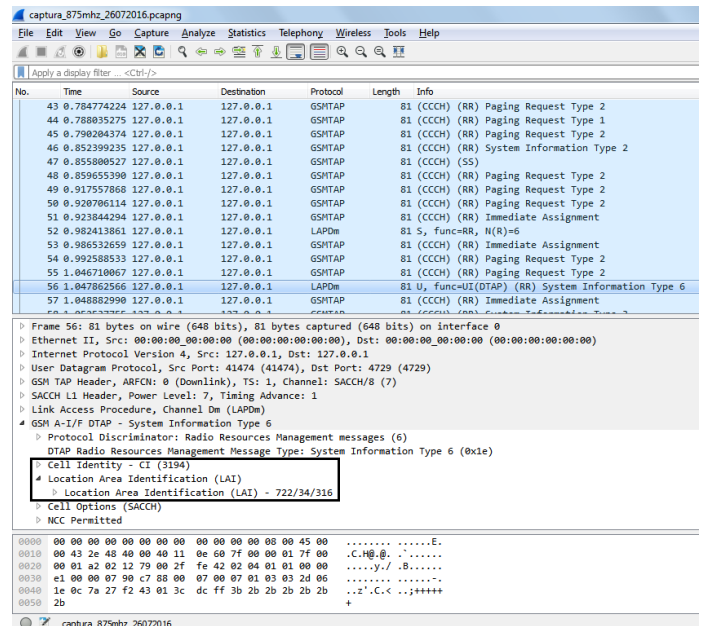 captura_875mhz_26072016.pcapng
File Edit View Go Capture Analyze Statistics Telephony Wireless Tools Help
Apply a display filter ... <Ctrl-/>
No. Time Source Destination Protocol Length Info
43 0.784774224 127.0.0.1 127.0.0.1 GSMTAP 81 (CCCH) (RR) Paging Request Type 2
44 0.788035275 127.0.0.1 127.0.0.1 GSMTAP 81 (CCCH) (RR) Paging Request Type 1
45 0.790204374 127.0.0.1 127.0.0.1 GSMTAP 81 (CCCH) (RR) Paging Request Type 2
46 0.852399235 127.0.0.1 127.0.0.1 GSMTAP 81 (CCCH) (RR) System Information Type 2
47 0.855800527 127.0.0.1 127.0.0.1 GSMTAP 81 (CCCH) (SS)
48 0.859655390 127.0.0.1 127.0.0.1 GSMTAP 81 (CCCH) (RR) Paging Request Type 2
49 0.917557868 127.0.0.1 127.0.0.1 GSMTAP 81 (CCCH) (RR) Paging Request Type 2
50 0.920706114 127.0.0.1 127.0.0.1 GSMTAP 81 (CCCH) (RR) Paging Request Type 2
51 0.923844294 127.0.0.1 127.0.0.1 GSMTAP 81 (CCCH) (RR) Immediate Assignment
52 0.982413861 127.0.0.1 127.0.0.1 LAPDm 81 S, func=RR, N(R)=6
53 0.986532659 127.0.0.1 127.0.0.1 GSMTAP 81 (CCCH) (RR) Immediate Assignment
54 0.992588533 127.0.0.1 127.0.0.1 GSMTAP 81 (CCCH) (RR) Paging Request Type 2
55 1.046710067 127.0.0.1 127.0.0.1 GSMTAP 81 (CCCH) (RR) Paging Request Type 2
56 1.047862566 127.0.0.1 127.0.0.1 LAPDm 81 U, func=UI(DTAP) (RR) System Information Type 6
57 1.048882990 127.0.0.1 127.0.0.1 GSMTAP 81 (CCCH) (RR) Immediate Assignment
Frame 56: 81 bytes on wire (648 bits), 81 bytes captured (648 bits) on interface 0
Ethernet II, Src: 00:00:00_00:00:00 (00:00:00:00:00:00), Dst: 00:00:00_00:00:00 (00:00:00:00:00:00)
Internet Protocol Version 4, Src: 127.0.0.1, Dst: 127.0.0.1
User Datagram Protocol, Src Port: 41474 (41474), Dst Port: 4729 (4729)
GSM TAP Header, ARFCN: 0 (Downlink), TS: 1, Channel: SACCH/8 (7)
SACCH L1 Header, Power Level: 7, Timing Advance: 1
Link Access Procedure, Channel Dm (LAPDm)
GSM A-I/F DTAP - System Information Type 6
Protocol Discriminator: Radio Resources Management messages (6)
DTAP Radio Resources Management Message Type: System Information Type 6 (0x1e)
Cell Identity - CI (3194)
Location Area Identification (LAI)
Location Area Identification (LAI) - 722/34/316
Cell Options (SACCH)
NCC Permitted
0000 00 00 00 00 00 00 00 00 00 00 00 00 08 00 45 00 ........ ......E.
0010 00 43 2e 48 40 00 40 11 0e 60 7f 00 00 01 7f 00 .C.H@.@. .`......
0020 00 01 a2 02 12 79 00 2f fe 42 02 04 01 01 00 00 .....y./ .B......
0030 e1 00 00 07 90 c7 88 00 07 00 07 01 03 03 2d 06 ........ ......-.
0040 1e 0c 7a 27 f2 43 01 3c dc ff 3b 2b 2b 2b 2b 2b ..z'.C.< ..;+++++
0050 2b +
captura_875mhz_26072016